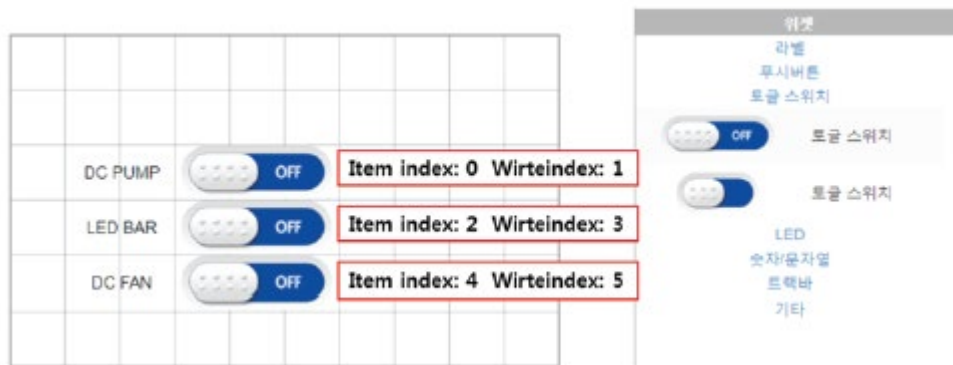 위젯
라벨
푸시버튼
토글 스위치
OFF 토글 스위치
DC PUMP OFF Item index: 0 Wirteindex: 1
토글 스위치
LED BAR OFF Item index: 2 Wirteindex: 3
LED
숫자/문자열
DC FAN OFF Item index: 4 Wirteindex: 5
트랙바
기타